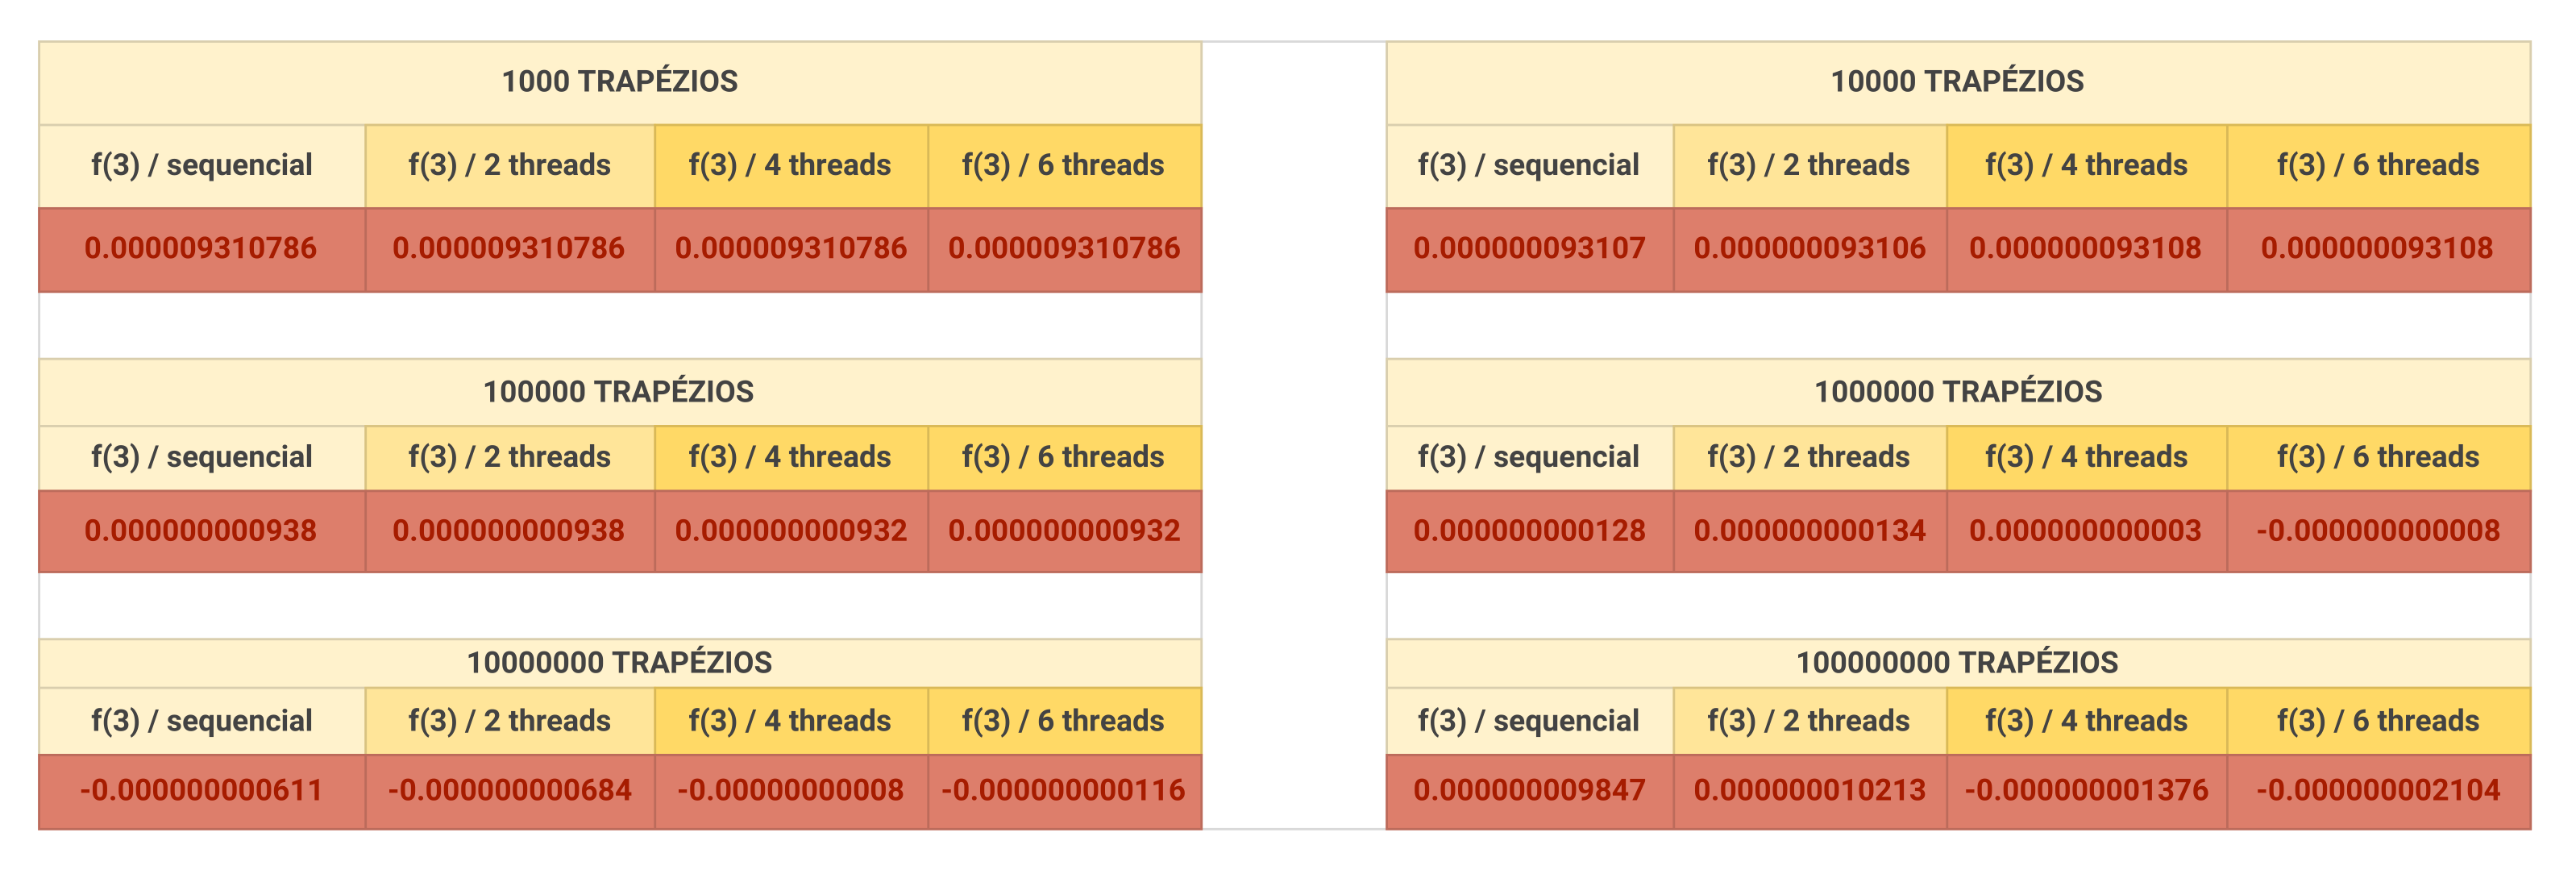 1000 TRAPÉZIOS
f(3) / sequencial f(3) / 2 threads f(3) / 4 threads f(3) / 6 threads
0.000009310786 0.000009310786 0.000009310786 0.000009310786
10000 TRAPÉZIOS
f(3) / sequencial f(3) / 2 threads f(3) / 4 threads f(3) / 6 threads
0.000000093107 0.000000093106 0.000000093108 0.000000093108
100000 TRAPÉZIOS
f(3) / sequencial f(3) / 2 threads f(3) / 4 threads f(3) / 6 threads
0.000000000938 0.000000000938 0.000000000932 0.000000000932
1000000 TRAPÉZIOS
f(3) / sequencial f(3) / 2 threads f(3) / 4 threads f(3) / 6 threads
0.000000000128 0.000000000134 0.000000000003 -0.000000000008
10000000 TRAPÉZIOS
f(3) / sequencial f(3) / 2 threads f(3) / 4 threads f(3) / 6 threads
-0.000000000611 -0.000000000684 -0.00000000008 -0.000000000116
100000000 TRAPÉZIOS
f(3) / sequencial f(3) / 2 threads f(3) / 4 threads f(3) / 6 threads
0.000000009847 0.000000010213 -0.000000001376 -0.000000002104